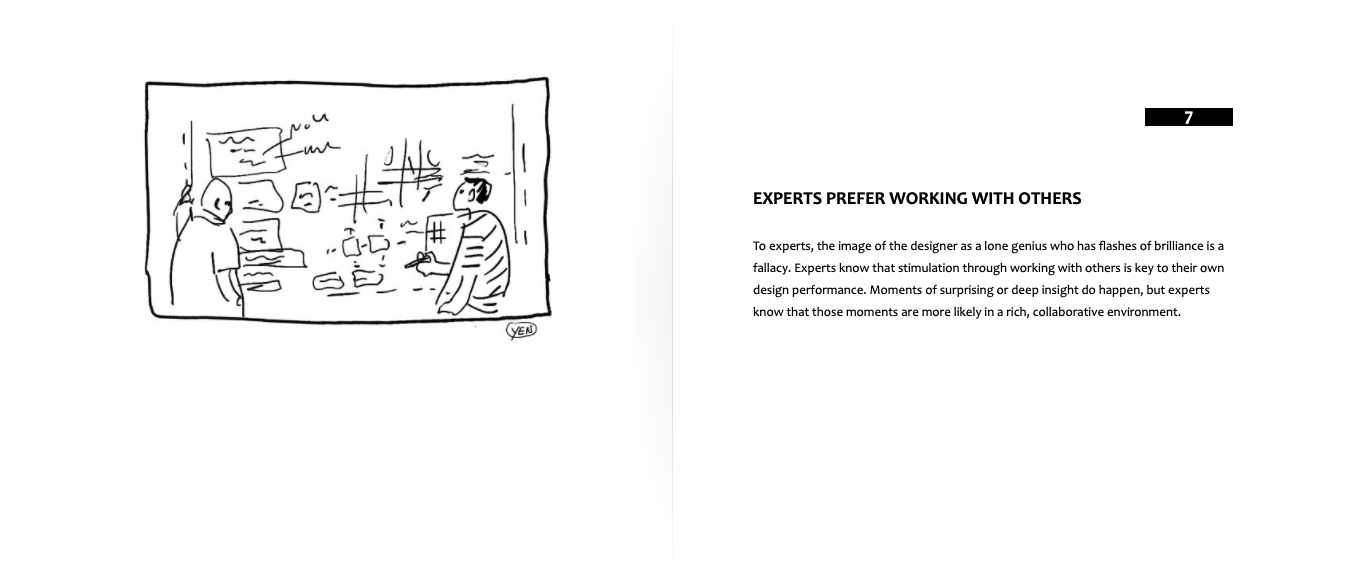 YEN
7
EXPERTS PREFER WORKING WITH OTHERS
To experts, the image of the designer as a lone genius who has flashes of brilliance is a
fallacy. Experts know that stimulation through working with others is key to their own
design performance. Moments of surprising or deep insight do happen, but experts
know that those moments are more likely in a rich, collaborative environment.